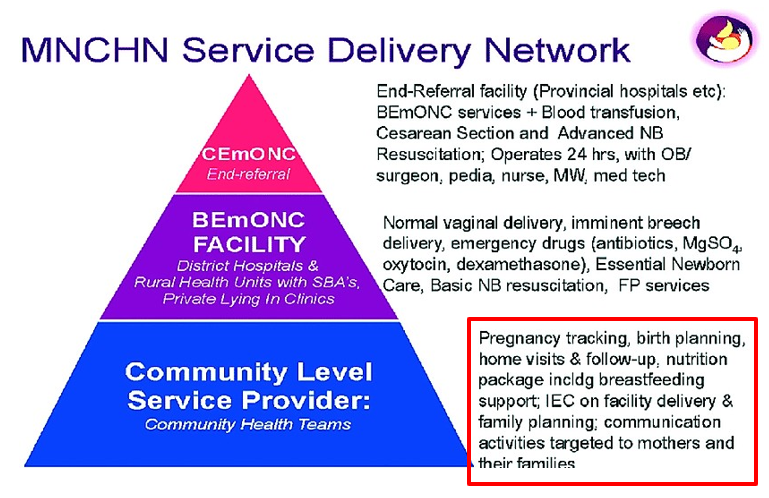 MNCHN Service Delivery Network
CEmONC
End-referral
End-Referral facility (Provincial hospitals etc):
BEmONC services + Blood transfusion,
Cesarean Section and Advanced NB
Resuscitation; Operates 24 hrs, with OB/
surgeon, pedia, nurse, MW, med tech
BEmONC
FACILITY
District Hospitals &
Rural Health Units with SBA's,
Private Lying In Clinics
Normal vaginal delivery, imminent breech
delivery, emergency drugs (antibiotics, MgSO₄,
oxytocin, dexamethasone), Essential Newborn
Care, Basic NB resuscitation, FP services
Community Level
Service Provider:
Community Health Teams
Pregnancy tracking, birth planning,
home visits & follow-up, nutrition
package incldg breastfeeding
support; IEC on facility delivery &
family planning; communication
activities targeted to mothers and
their families